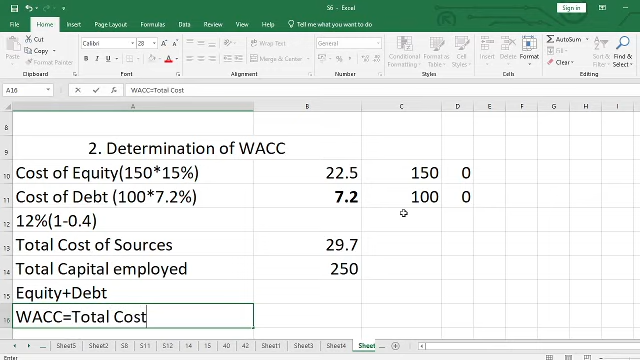 S6 - Excel
Sign in
File Home Insert Page Layout Formulas Data Review View Tell me what you want to do...
Cut
Copy
Format Painter
Clipboard
Calibri 28
Font
Wrap Text
Merge & Center
Alignment
General
Number
Conditional Formatting
Format as Table
Cell Styles
Styles
Insert Delete Format
Cells
AutoSum
Fill
Clear
Sort & Filter
Find & Select
Editing
A16 WACC=Total Cost
A B C D E F G H I
8
9 2. Determination of WACC
10 Cost of Equity(150*15%) 22.5 150 0
11 Cost of Debt (100*7.2%) 7.2 100 0
12 12%(1-0.4)
13 Total Cost of Sources 29.7
14 Total Capital employed 250
15 Equity+Debt
16 WACC=Total Cost
Sheet5 S2 8 S11 S12 14 15 40 42 Sheet1 Sheet3 Sheet4 Sheet